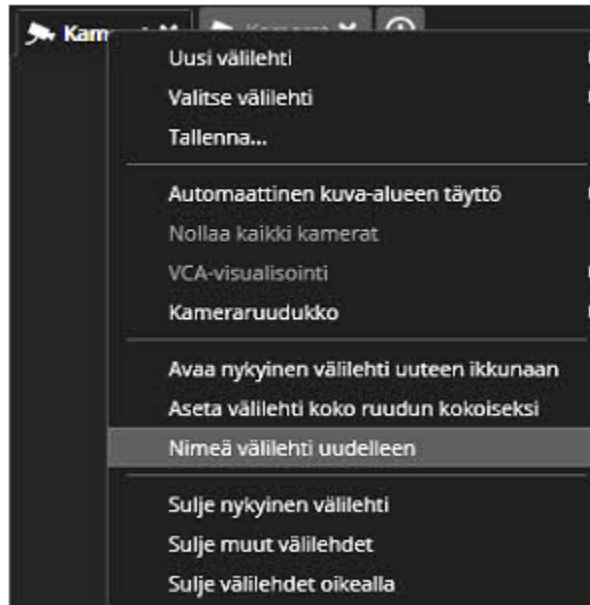 Uusi välilehti
Valitse välilehti
Tallenna...
Automaattinen kuva-alueen täyttö
Nollaa kaikki kamerat
VCA-visualisointi
Kameraruudukko
Avaa nykyinen välilehti uuteen ikkunaan
Aseta välilehti koko ruudun kokoiseksi
Nimeä välilehti uudelleen
Sulje nykyinen välilehti
Sulje muut välilehdet
Sulje välilehdet oikealla